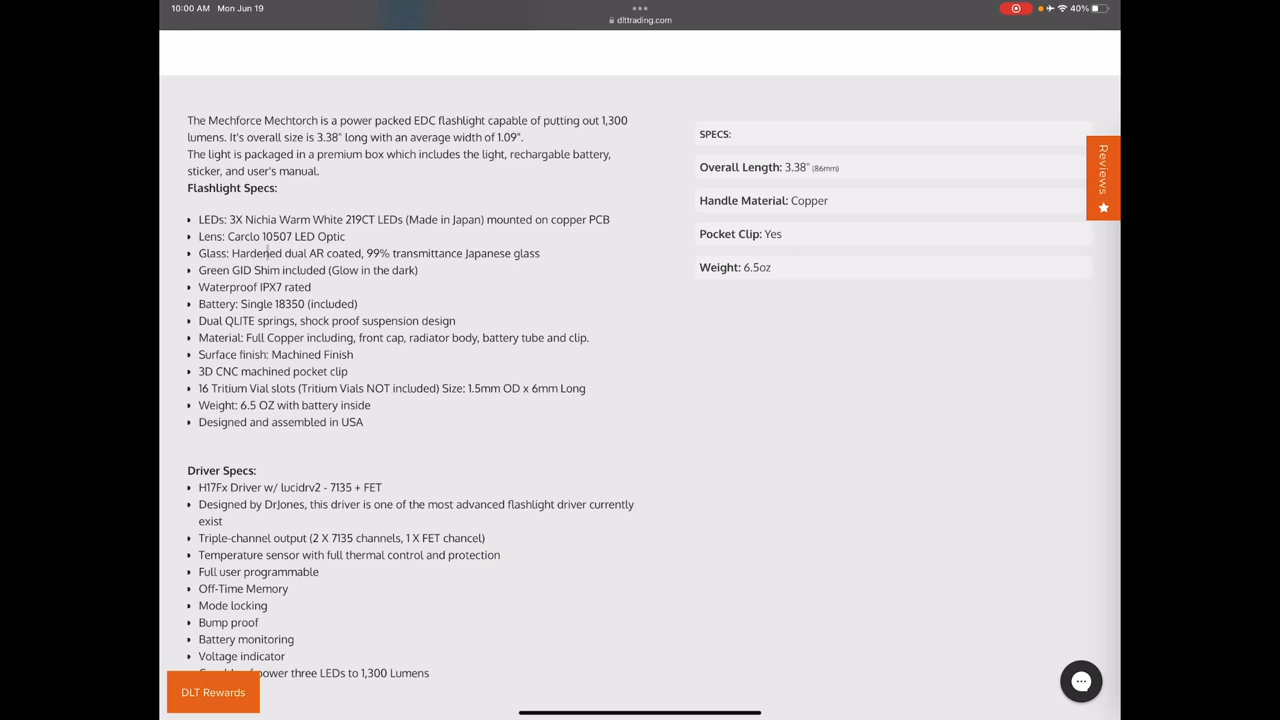 10:00 AM Mon Jun 19
40%
dlttrading.com
The Mechforce Mechtorch is a power packed EDC flashlight capable of putting out 1,300
lumens. It's overall size is 3.38" long with an average width of 1.09".
The light is packaged in a premium box which includes the light, rechargable battery,
sticker, and user's manual.
Flashlight Specs:
LEDs: 3X Nichia Warm White 219CT LEDs (Made in Japan) mounted on copper PCB
Lens: Carclo 10507 LED Optic
Glass: Hardened dual AR coated, 99% transmittance Japanese glass
Green GID Shim included (Glow in the dark)
Waterproof IPX7 rated
Battery: Single 18350 (included)
Dual QLITE springs, shock proof suspension design
Material: Full Copper including, front cap, radiator body, battery tube and clip.
Surface finish: Machined Finish
3D CNC machined pocket clip
16 Tritium Vial slots (Tritium Vials NOT included) Size: 1.5mm OD x 6mm Long
Weight: 6.5 OZ with battery inside
Designed and assembled in USA
Driver Specs:
H17Fx Driver w/ lucidrv2 - 7135 + FET
Designed by DrJones, this driver is one of the most advanced flashlight driver currently
exist
Triple-channel output (2 X 7135 channels, 1 X FET chancel)
Temperature sensor with full thermal control and protection
Full user programmable
Off-Time Memory
Mode locking
Bump proof
Battery monitoring
Voltage indicator
power three LEDs to 1,300 Lumens
DLT Rewards
SPECS:
Overall Length: 3.38" (86mm)
Handle Material: Copper
Pocket Clip: Yes
Weight: 6.5oz
Reviews